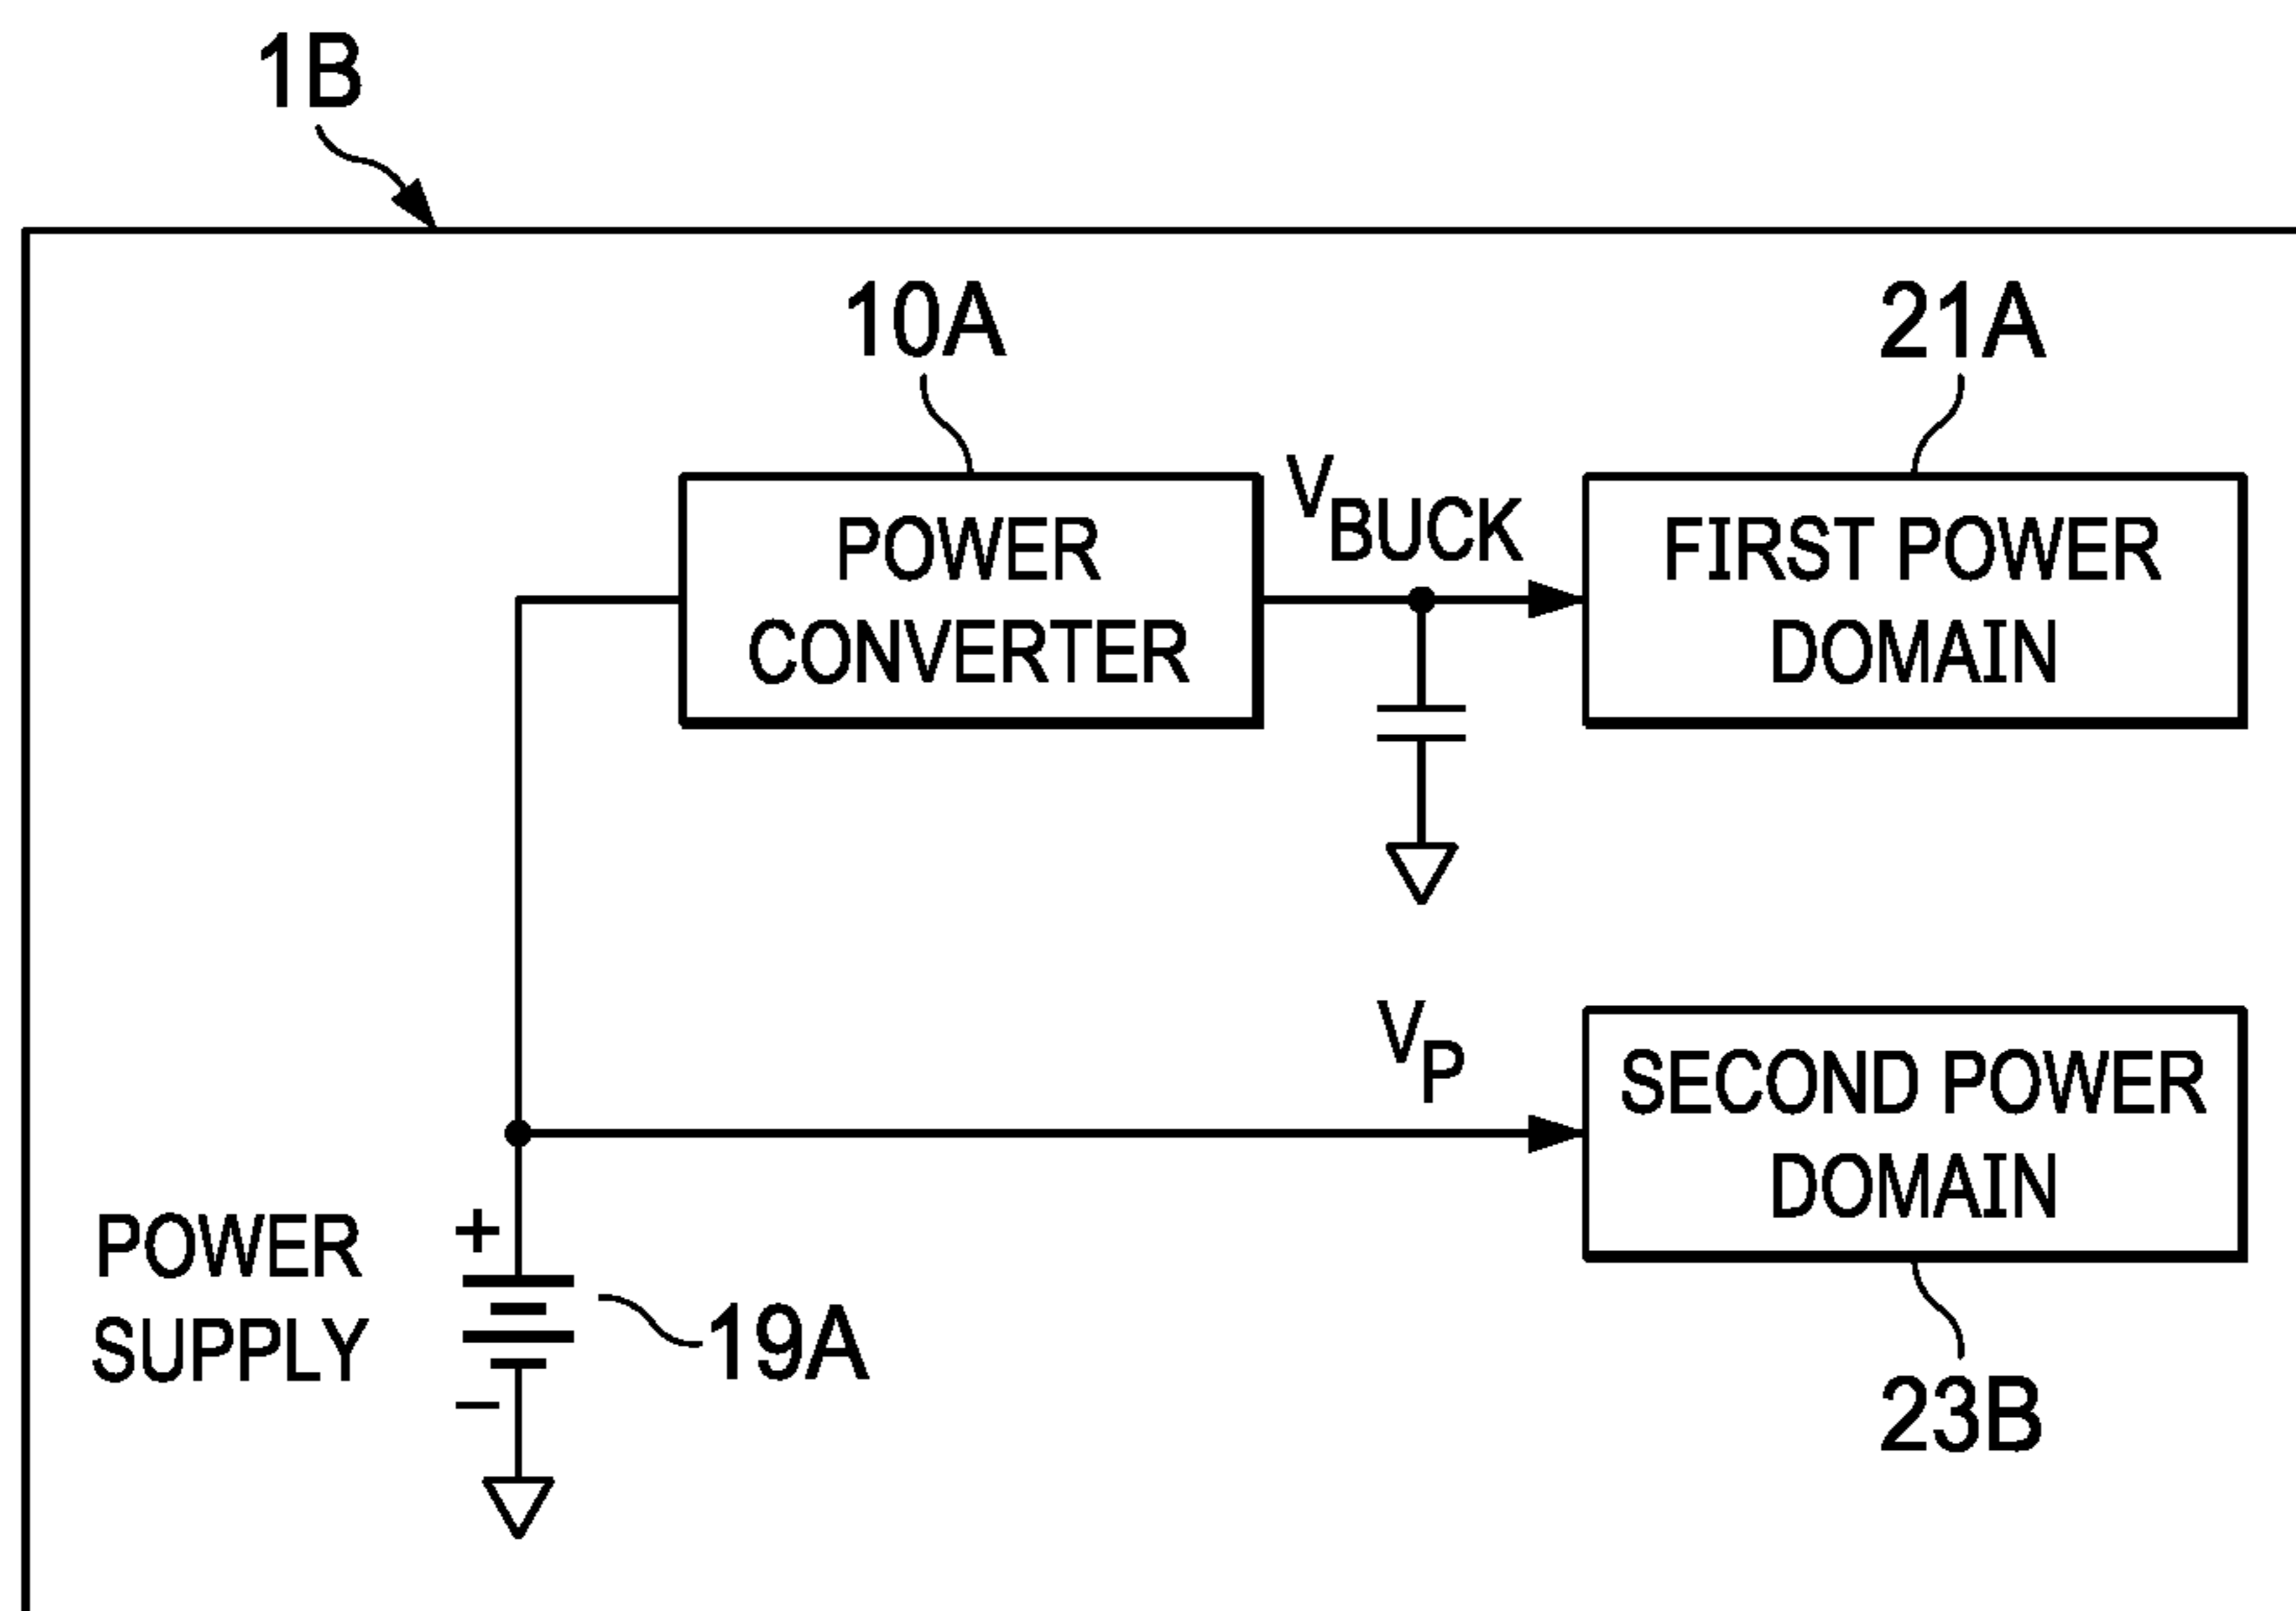 1B
10A
21A
POWER
CONVERTER
VBUCK
FIRST POWER
DOMAIN
VP
SECOND POWER
DOMAIN
POWER
SUPPLY
+
−
19A
23B